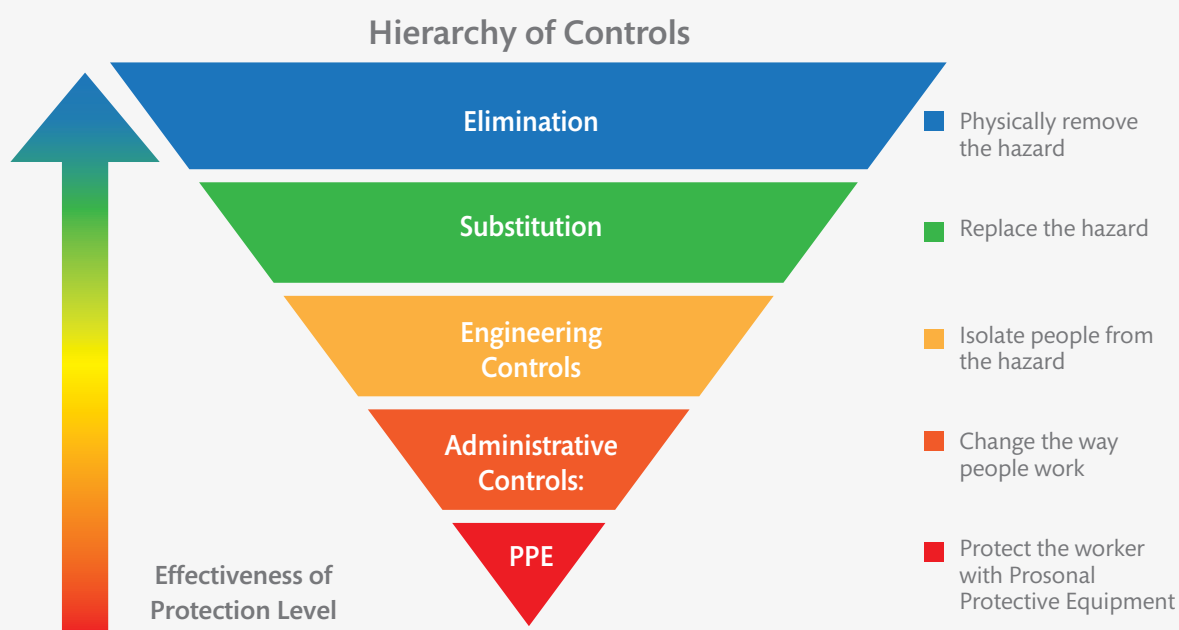 Hierarchy of Controls
Elimination
Physically remove
the hazard
Substitution
Replace the hazard
Engineering
Controls
Isolate people from
the hazard
Administrative
Controls:
Change the way
people work
PPE
Protect the worker
with Prosonal
Protective Equipment
Effectiveness of
Protection Level